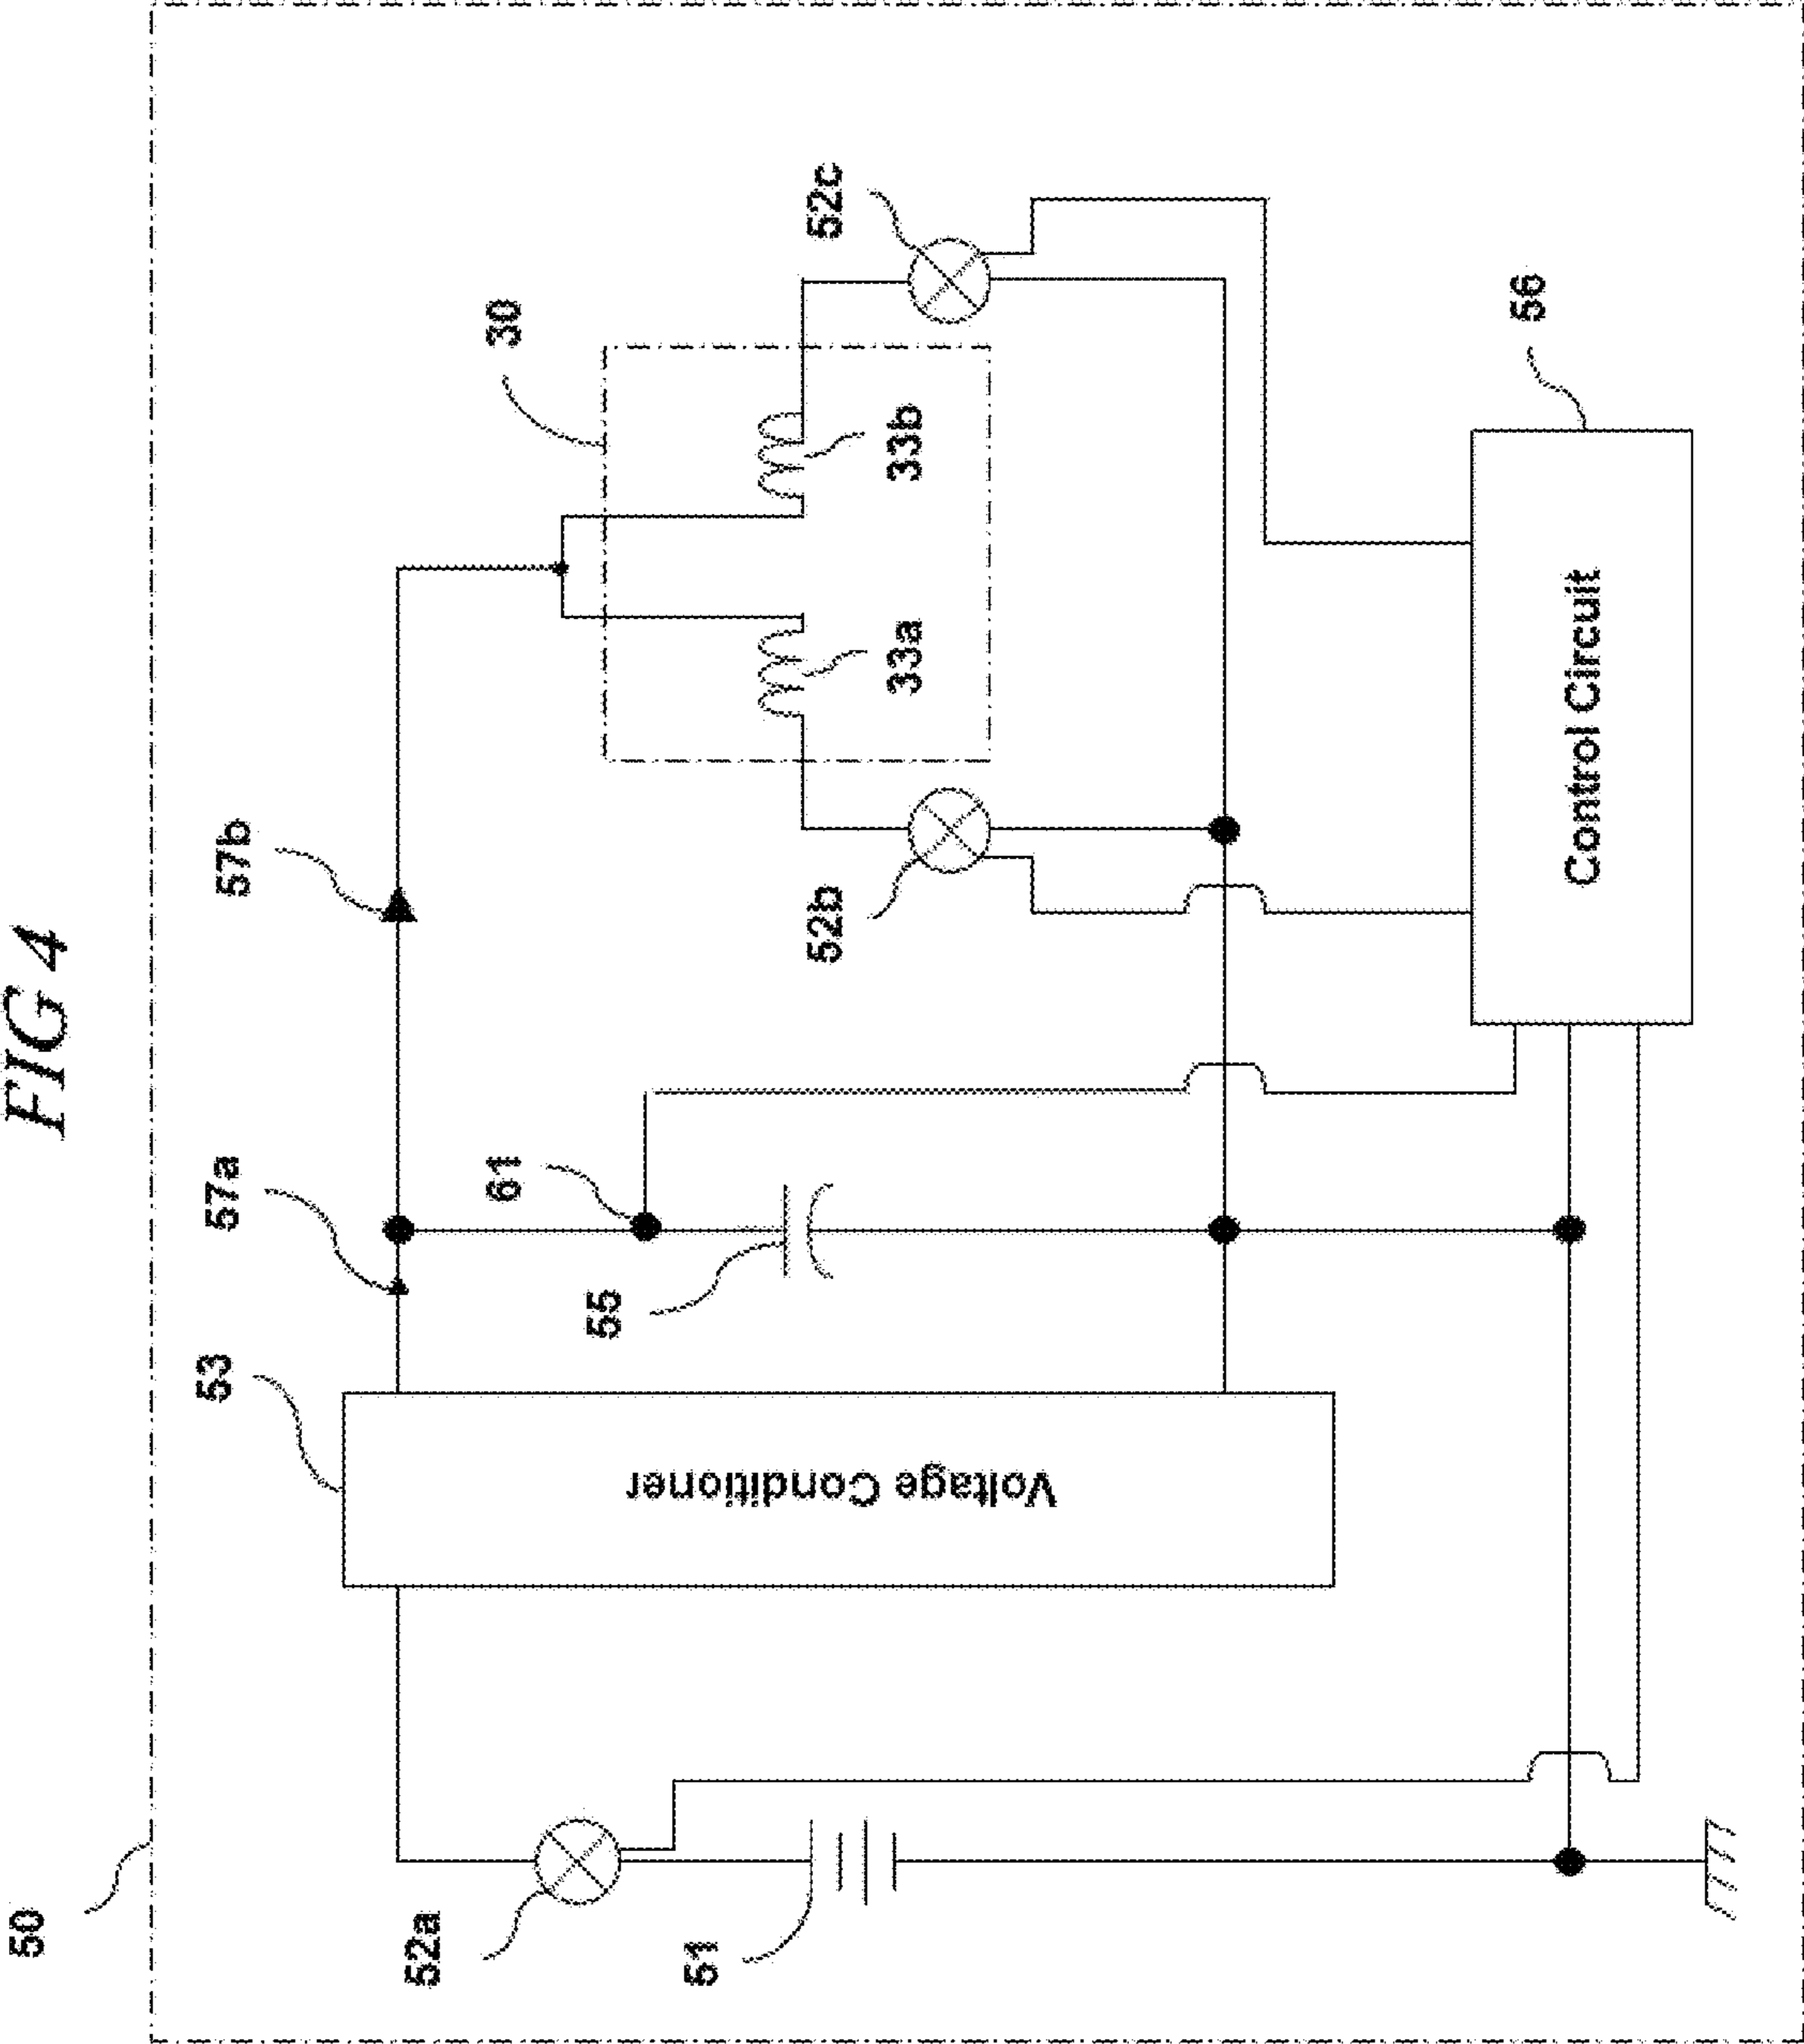 FIG 4
50
57a
57b
53
30
61
52c
55
33a
33b
52b
52a
51
Voltage Conditioner
Control Circuit
56